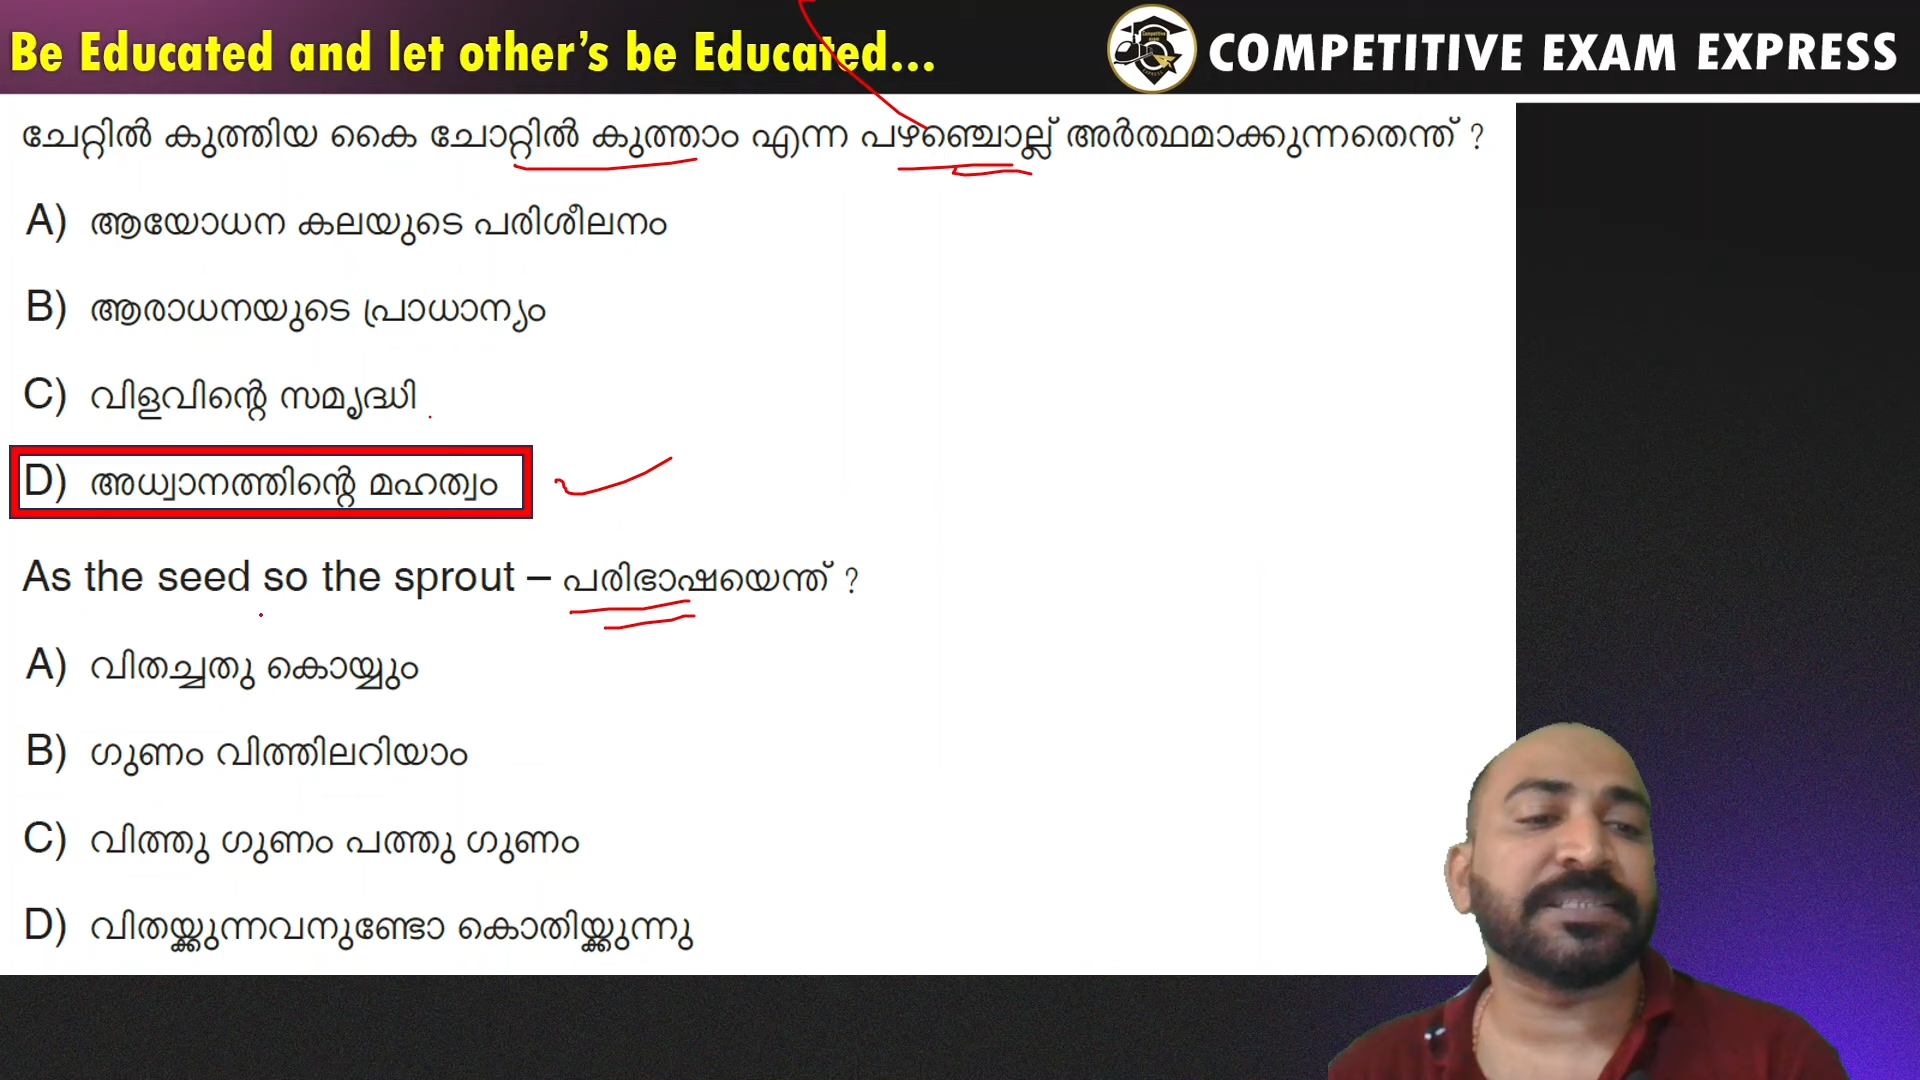 Be Educated and let other's be Educated...
COMPETITIVE EXAM EXPRESS
ചേറ്റിൽ കുത്തിയ കൈ ചോറ്റിൽ കുത്താം എന്ന പഴഞ്ചൊല്ല് അർത്ഥമാക്കുന്നതെന്ത് ?
A) ആയോധന കലയുടെ പരിശീലനം
B) ആരാധനയുടെ പ്രാധാന്യം
C) വിളവിന്റെ സമൃദ്ധി
D) അധ്വാനത്തിന്റെ മഹത്വം
As the seed so the sprout – പരിഭാഷയെന്ത് ?
A) വിതച്ചതു കൊയ്യും
B) ഗുണം വിത്തിലറിയാം
C) വിത്തു ഗുണം പത്തു ഗുണം
D) വിതയ്ക്കുന്നവനുണ്ടോ കൊതിയ്ക്കുന്നു